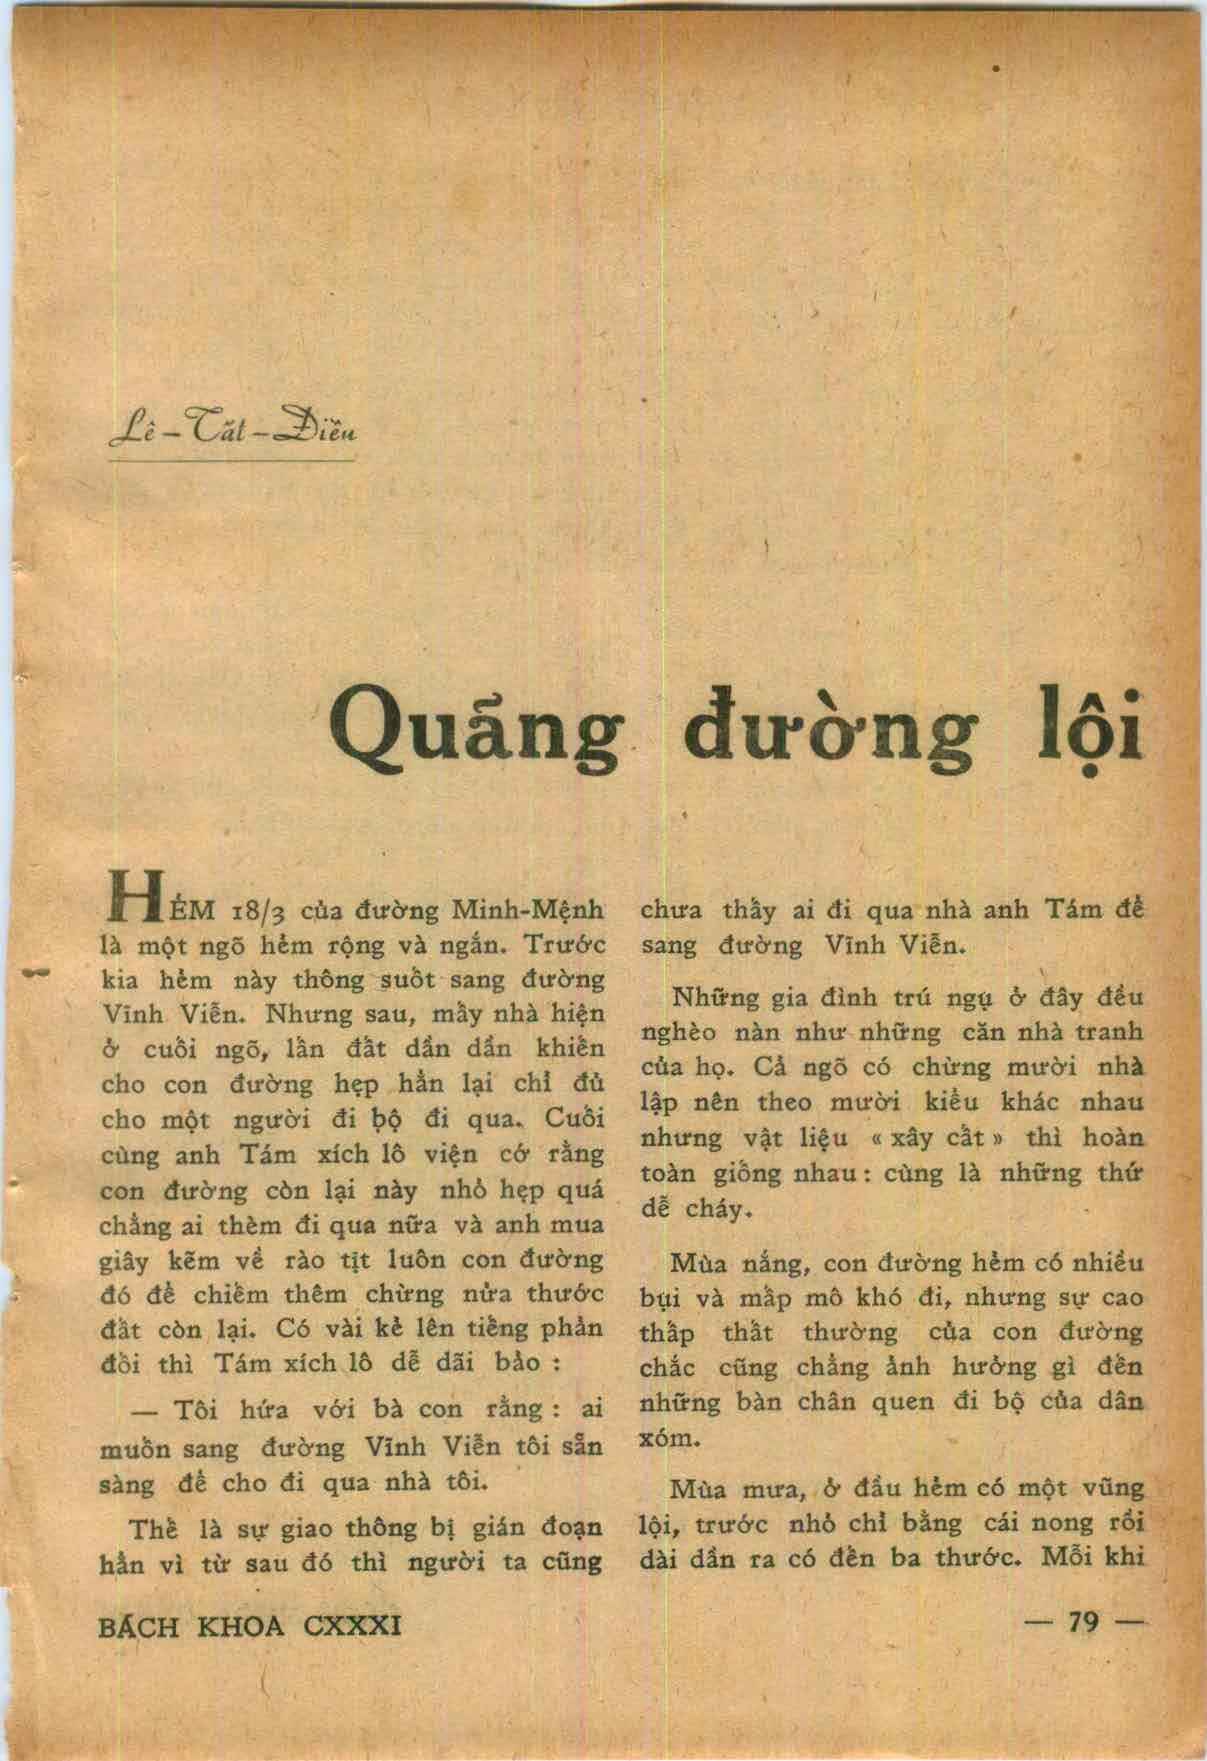 Lê-Tất-Điều
Quãng đường lội
HẺM 18/3 của đường Minh-Mệnh
là một ngõ hẻm rộng và ngắn. Trước
kia hẻm này thông suốt sang đường
Vĩnh Viễn. Nhưng sau, mấy nhà hiện
ở cuối ngõ, lấn đất dần dần khiến
cho con đường hẹp hẳn lại chỉ đủ
cho một người đi bộ đi qua. Cuối
cùng anh Tám xích lô viện cớ rằng
con đường còn lại này nhỏ hẹp quá
chẳng ai thèm đi qua nữa và anh mua
giây kẽm về rào tịt luôn con đường
đó để chiếm thêm chừng nửa thước
đất còn lại. Có vài kẻ lên tiếng phản
đối thì Tám xích lô dễ dãi bảo :
— Tôi hứa với bà con rằng : ai
muốn sang đường Vĩnh Viễn tôi sẵn
sàng để cho đi qua nhà tôi.
Thế là sự giao thông bị gián đoạn
hẳn vì từ sau đó thì người ta cũng
chưa thấy ai đi qua nhà anh Tám để
sang đường Vĩnh Viễn.
Những gia đình trú ngụ ở đây đều
nghèo nàn như những căn nhà tranh
của họ. Cả ngõ có chừng mười nhà
lập nên theo mười kiểu khác nhau
nhưng vật liệu « xây cất » thì hoàn
toàn giống nhau : cùng là những thứ
dễ cháy.
Mùa nắng, con đường hẻm có nhiều
bụi và mấp mô khó đi, nhưng sự cao
thấp thất thường của con đường
chắc cũng chẳng ảnh hưởng gì đến
những bàn chân quen đi bộ của dân
xóm.
Mùa mưa, ở đầu hẻm có một vũng
lội, trước nhỏ chỉ bằng cái nong rồi
dài dần ra có đến ba thước. Mỗi khi
BÁCH KHOA CXXXI
— 79 —